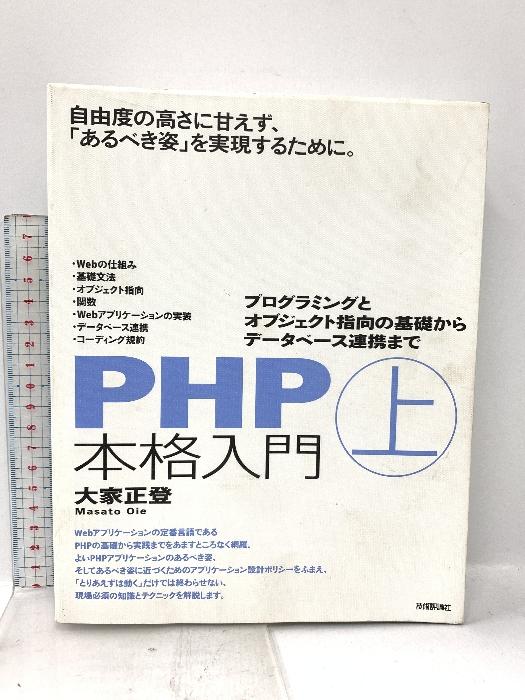 自由度の高さに甘えず、
「あるべき姿」を実現するために。
・Webの仕組み
・基礎文法
・オブジェクト指向
・関数
・Webアプリケーションの実装
・データベース連携
・コーディング規約
プログラミングと
オブジェクト指向の基礎から
データベース連携まで
PHP
上
本格入門
大家正登
Masato Oie
Webアプリケーションの定番言語である
PHPの基礎から実践までをあますところなく網羅。
よいPHPアプリケーションのあるべき姿、
そしてあるべき姿に近づくためのアプリケーション設計ポリシーをふまえ、
「とりあえずは動く」だけでは終わらせない、
現場必須の知識とテクニックを解説します。
技術評論社